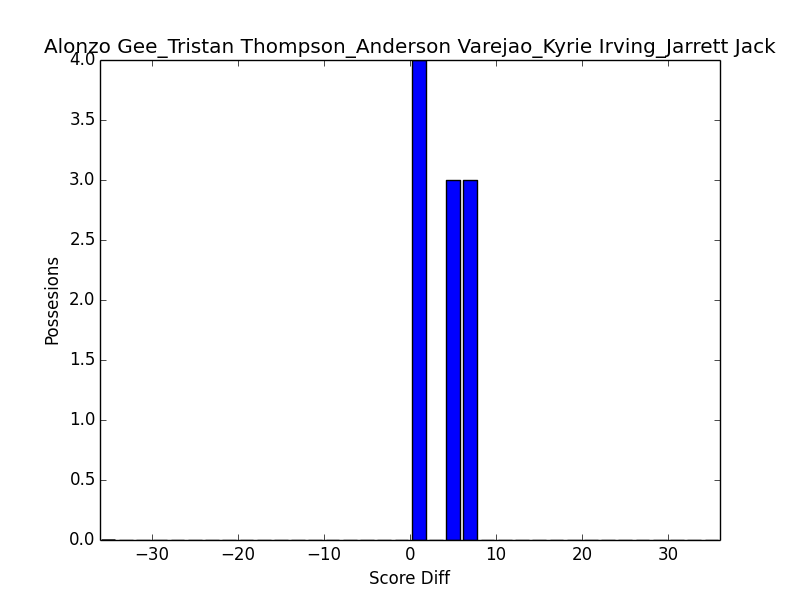 Alonzo Gee_Tristan Thompson_Anderson Varejao_Kyrie Irving_Jarrett Jack
4.0
3.5
3.0
2.5
2.0
1.5
1.0
0.5
0.0
Possesions
−30 −20 −10 0 10 20 30
Score Diff